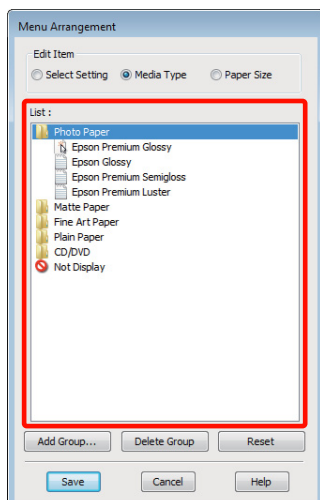 Menu Arrangement
Edit Item
Select Setting Media Type Paper Size
List :
Photo Paper
Epson Premium Glossy
Epson Glossy
Epson Premium Semigloss
Epson Premium Luster
Matte Paper
Fine Art Paper
Plain Paper
CD/DVD
Not Display
Add Group... Delete Group Reset
Save Cancel Help